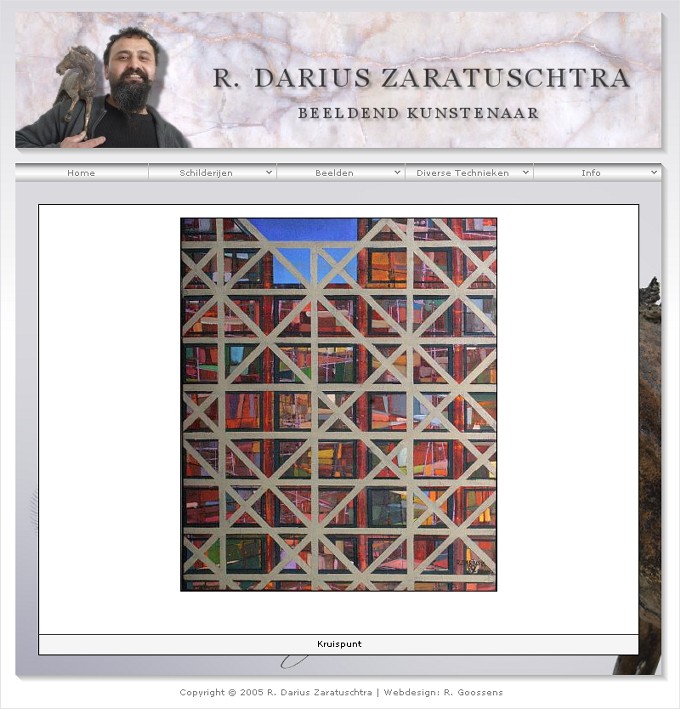 R. DARIUS ZARATUSCHTRA
BEELDEND KUNSTENAAR
Home Schilderijen Beelden Diverse Technieken Info
Kruispunt
Copyright © 2005 R. Darius Zaratuschtra | Webdesign: R. Goossens